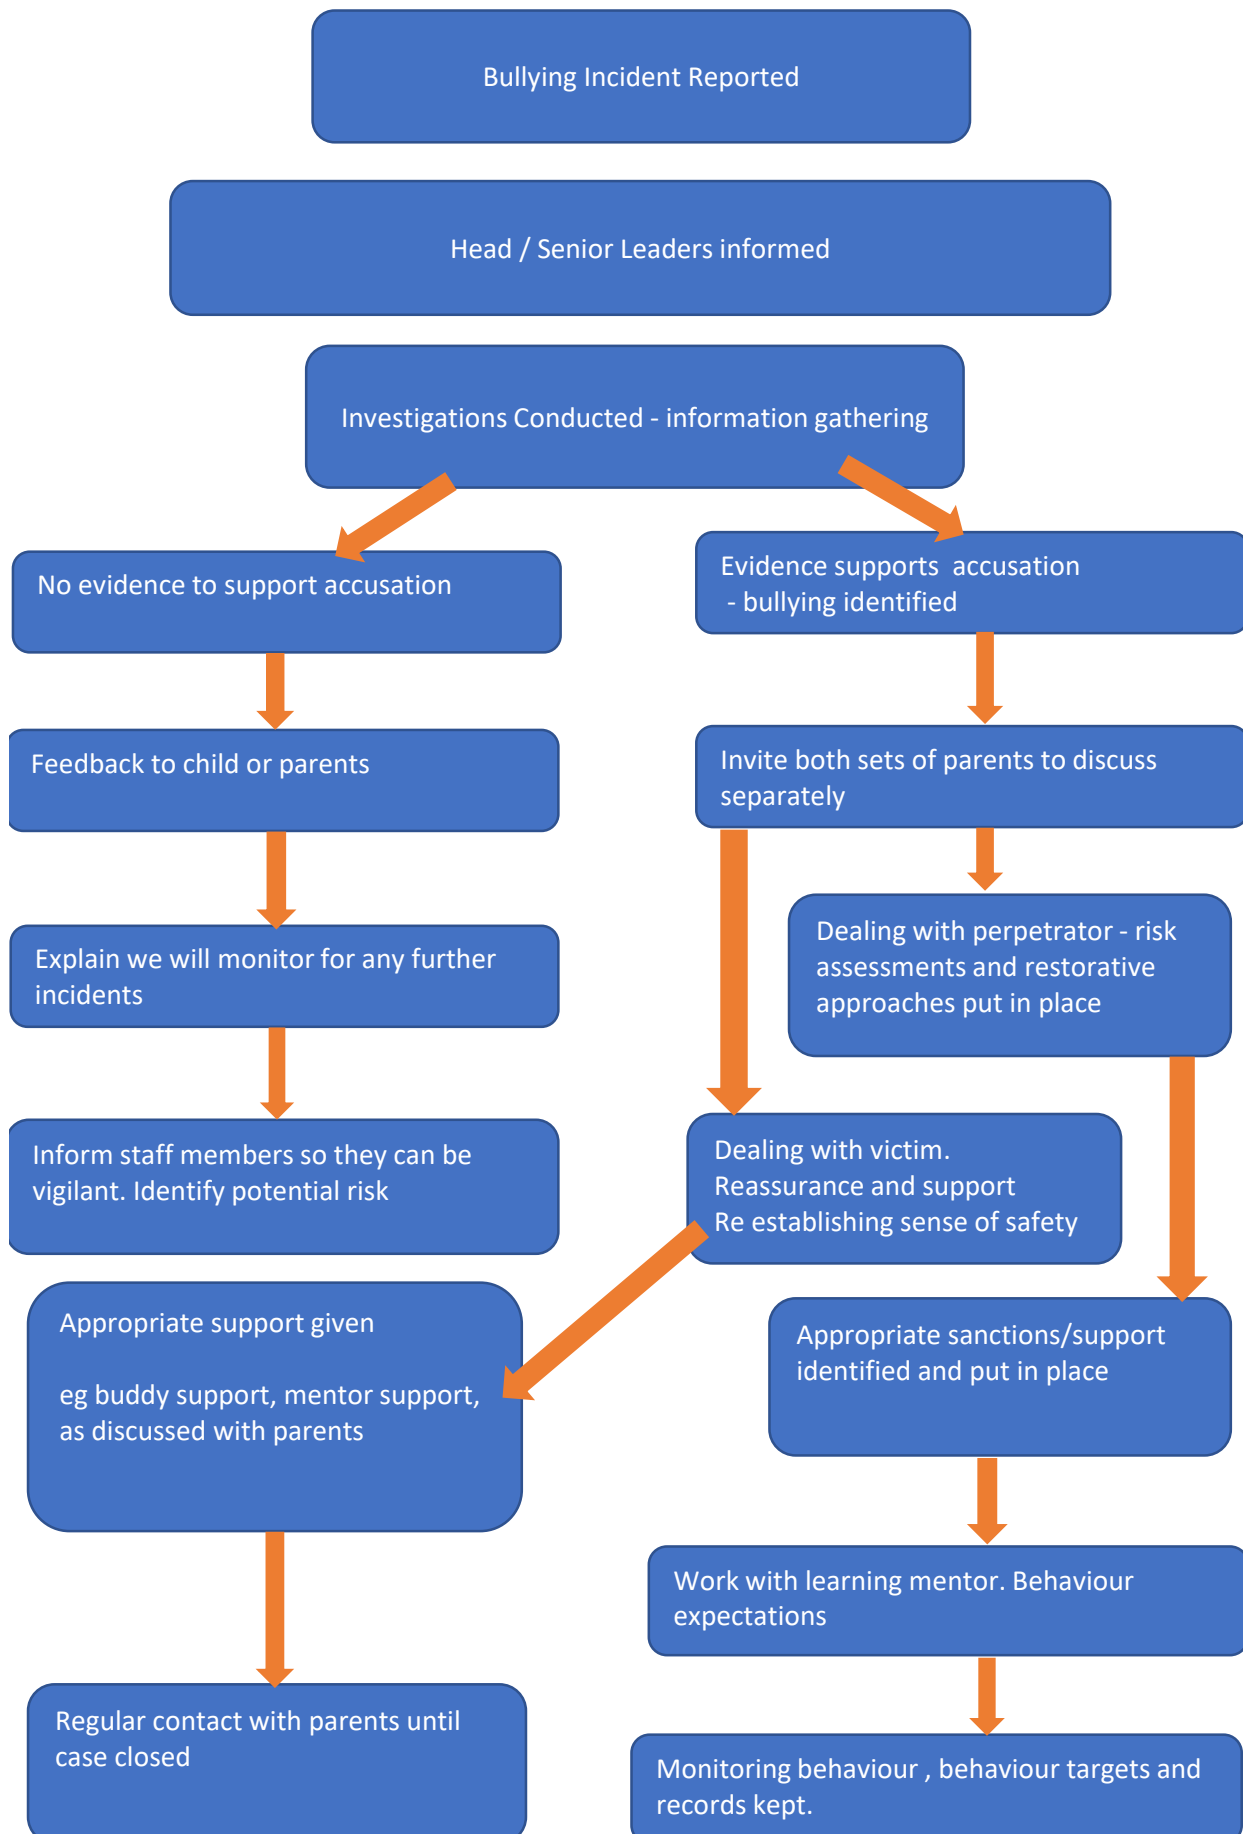 Bullying Incident Reported
Head / Senior Leaders informed
Investigations Conducted - information gathering
No evidence to support accusation
Evidence supports  accusation
- bullying identified
Feedback to child or parents
Invite both sets of parents to discuss
separately
Explain we will monitor for any further
incidents
Dealing with perpetrator - risk
assessments and restorative
approaches put in place
Inform staff members so they can be
vigilant. Identify potential risk
Dealing with victim.
Reassurance and support
Re establishing sense of safety
Appropriate support given
eg buddy support, mentor support,
as discussed with parents
Appropriate sanctions/support
identified and put in place
Work with learning mentor. Behaviour
expectations
Regular contact with parents until
case closed
Monitoring behaviour , behaviour targets and
records kept.